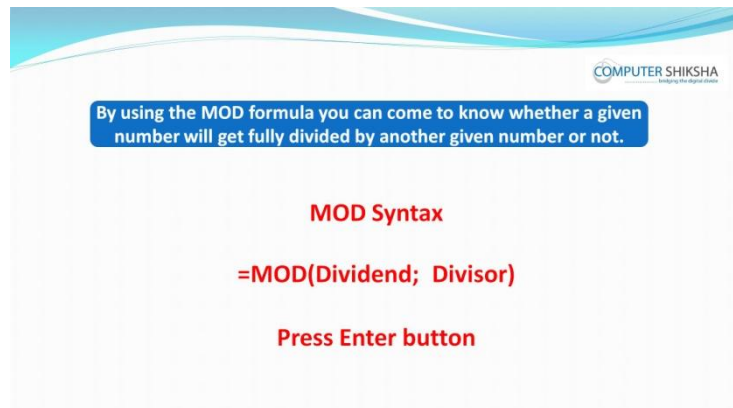 COMPUTER SHIKSHA
bridging the digital divide
By using the MOD formula you can come to know whether a given
number will get fully divided by another given number or not.
MOD Syntax
=MOD(Dividend; Divisor)
Press Enter button